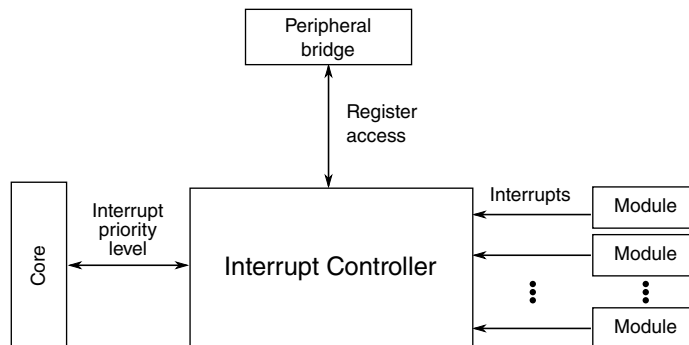 Peripheral
bridge
Register
access
Interrupts
Module
Interrupt
priority
level
Core
Interrupt Controller
Module
Module